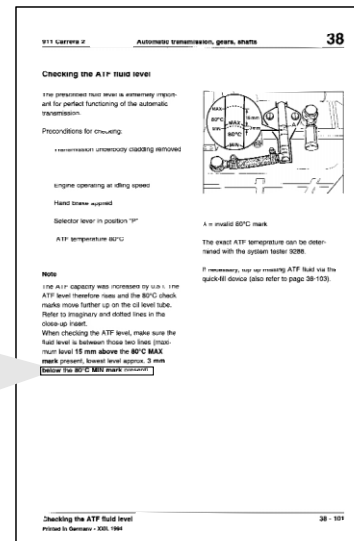 911 Carrera 2
Automatic transmission, gears, shafts
38
Checking the ATF fluid level
The prescribed fluid level is extremely import-
ant for perfect functioning of the automatic
transmission.
Preconditions for checking:
Transmission underbody cladding removed
Engine operating at idling speed
Hand brake applied
Selector lever in position "P"
ATF temperature 80°C
Note
The ATF capacity was increased by 0.5 l. The
ATF level therefore rises and the 80°C check
marks move further up on the oil level tube.
Refer to imaginary and dotted lines in the
close-up insert.
When checking the ATF level, make sure the
fluid level is between those two lines (maxi-
mum level 15 mm above the 80°C MAX
mark present, lowest level approx. 3 mm
below the 80°C MIN mark present)
MAX
80°C
MIN
MAX
80°C
MIN
A = invalid 80°C mark
The exact ATF temeprature can be deter-
mined with the system tester 9288.
If necessary, top up missing ATF fluid via the
quick-fill device (also refer to page 38-103).
Checking the ATF fluid level
38 - 101
Printed in Germany - XXII, 1994